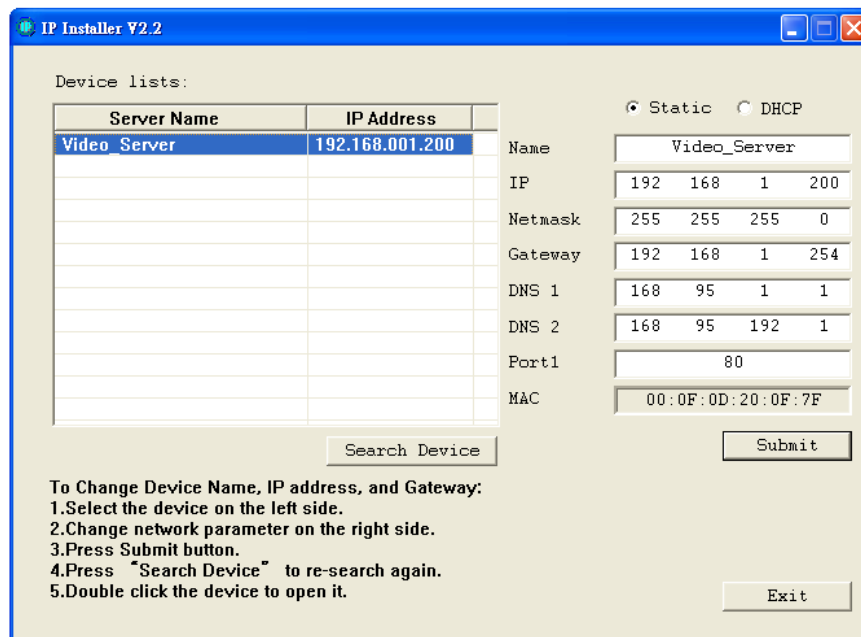 IP Installer V2.2
Device lists:
Server Name IP Address
Video_Server 192.168.001.200
Static DHCP
Name Video_Server
IP 192 168 1 200
Netmask 255 255 255 0
Gateway 192 168 1 254
DNS 1 168 95 1 1
DNS 2 168 95 192 1
Port1 80
MAC 00:0F:0D:20:0F:7F
Search Device
Submit
To Change Device Name, IP address, and Gateway:
1.Select the device on the left side.
2.Change network parameter on the right side.
3.Press Submit button.
4.Press “Search Device” to re-search again.
5.Double click the device to open it.
Exit